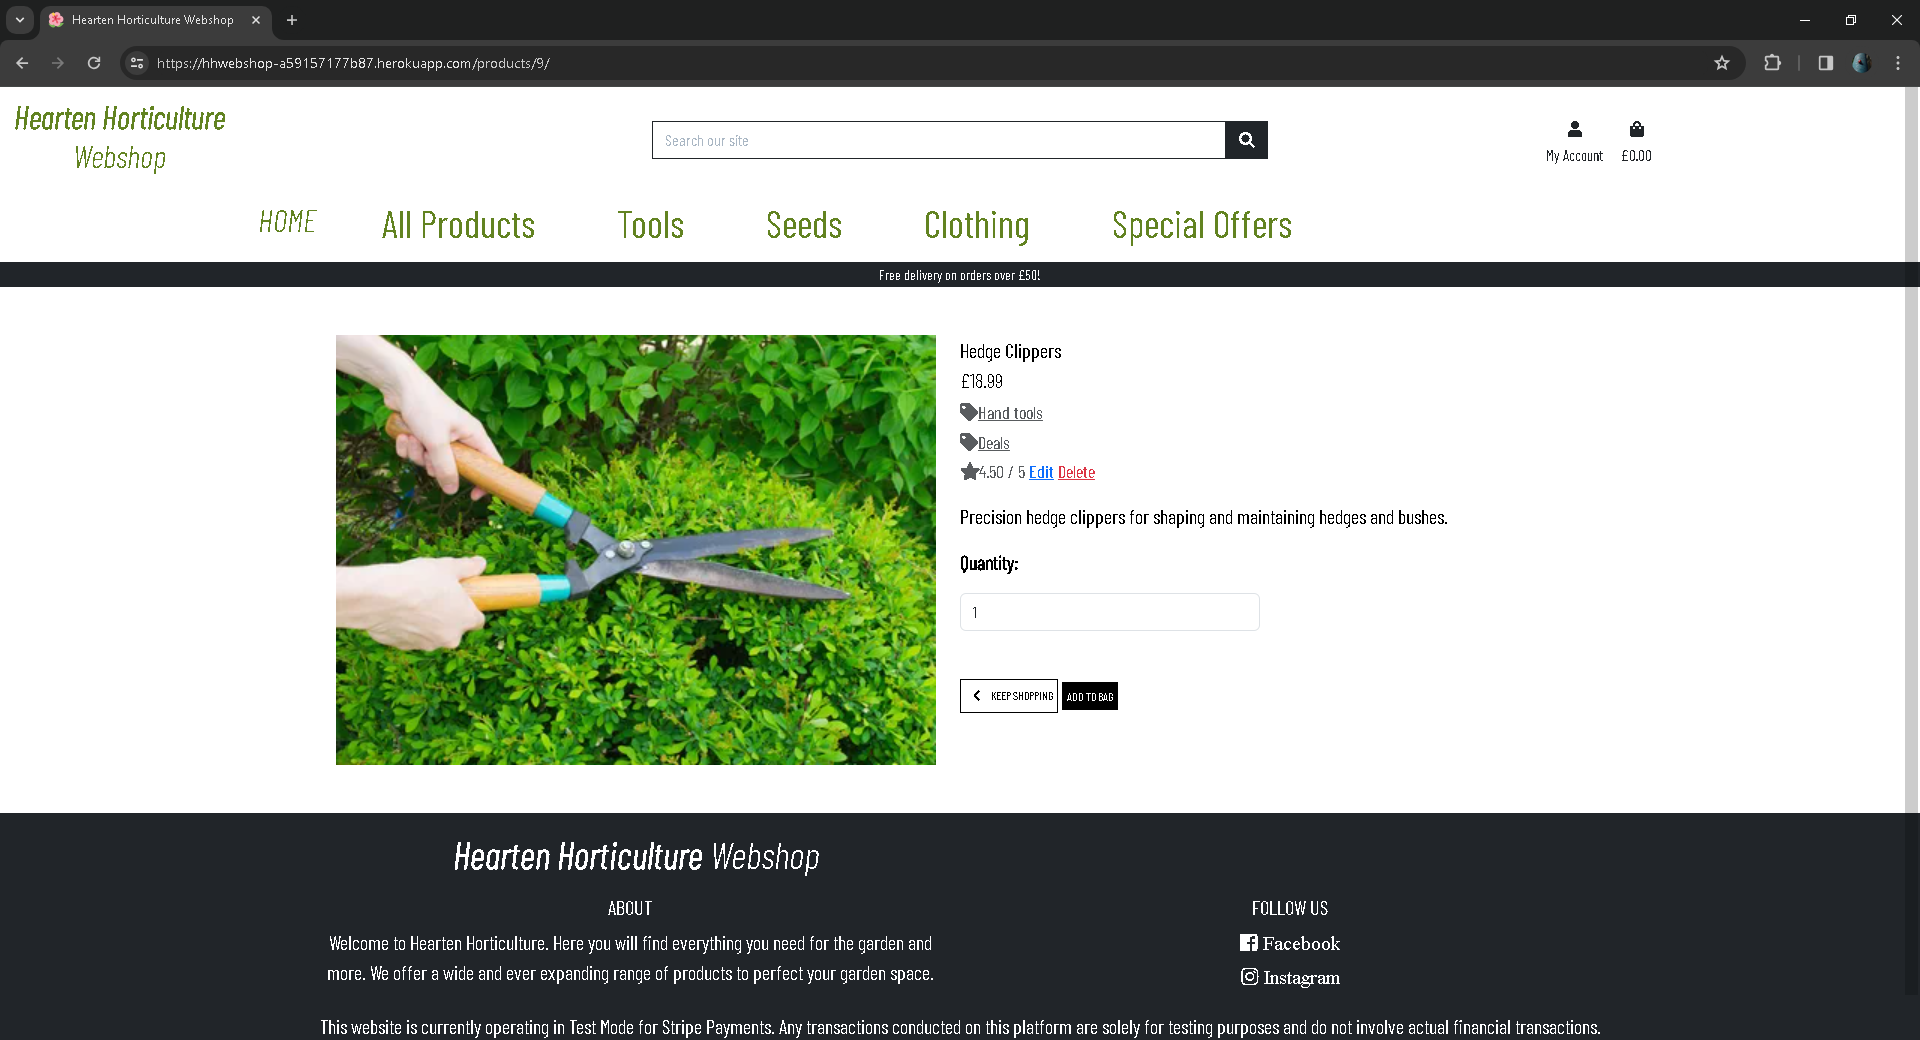 Hearten Horticulture Webshop
https://hhwebshop-a59157177b87.herokuapp.com/products/9/
Hearten Horticulture
Webshop
Search our site
My Account
£0.00
HOME
All Products
Tools
Seeds
Clothing
Special Offers
Free delivery on orders over £50!
Hedge Clippers
£18.99
Hand tools
Deals
4.50 / 5 Edit Delete
Precision hedge clippers for shaping and maintaining hedges and bushes.
Quantity:
1
KEEP SHOPPING
ADD TO BAG
Hearten Horticulture Webshop
ABOUT
Welcome to Hearten Horticulture. Here you will find everything you need for the garden and
more. We offer a wide and ever expanding range of products to perfect your garden space.
FOLLOW US
Facebook
Instagram
This website is currently operating in Test Mode for Stripe Payments. Any transactions conducted on this platform are solely for testing purposes and do not involve actual financial transactions.